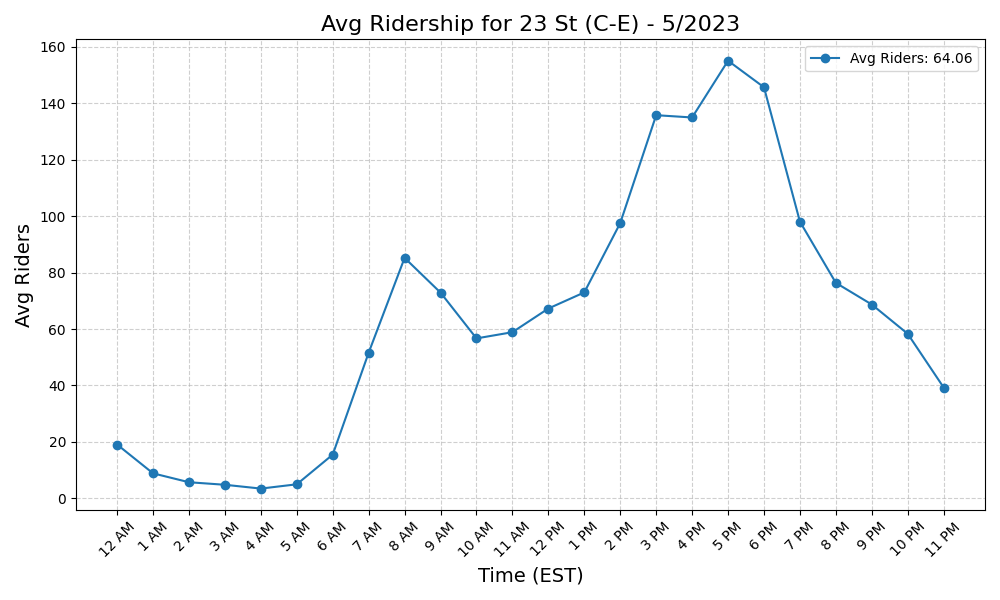 Avg Ridership for 23 St (C-E) - 5/2023
Avg Riders: 64.06
Avg Riders
160
140
120
100
80
60
40
20
0
12 AM
1 AM
2 AM
3 AM
4 AM
5 AM
6 AM
7 AM
8 AM
9 AM
10 AM
11 AM
12 PM
1 PM
2 PM
3 PM
4 PM
5 PM
6 PM
7 PM
8 PM
9 PM
10 PM
11 PM
Time (EST)